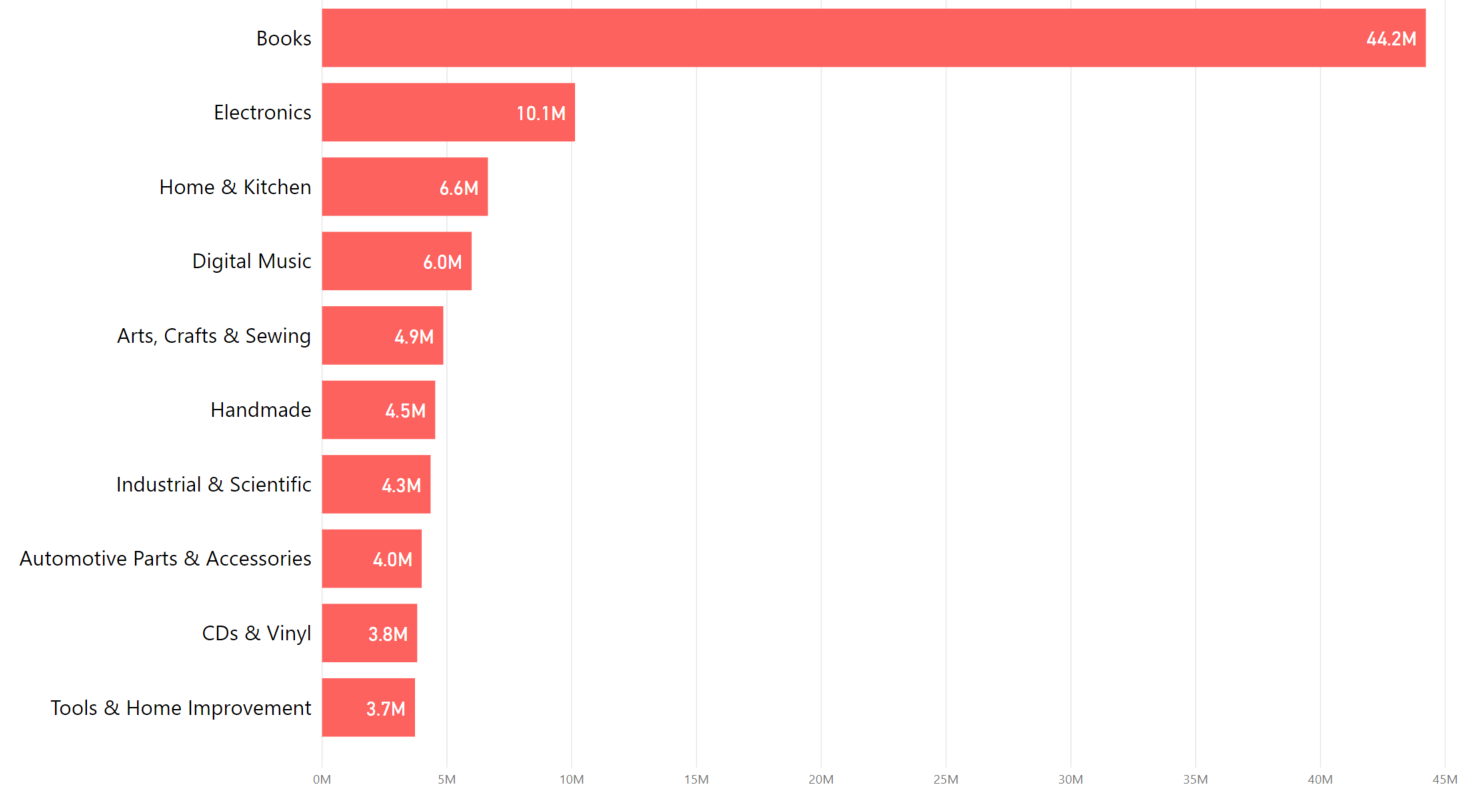 Books 44.2M
Electronics 10.1M
Home & Kitchen 6.6M
Digital Music 6.0M
Arts, Crafts & Sewing 4.9M
Handmade 4.5M
Industrial & Scientific 4.3M
Automotive Parts & Accessories 4.0M
CDs & Vinyl 3.8M
Tools & Home Improvement 3.7M
0M 5M 10M 15M 20M 25M 30M 35M 40M 45M